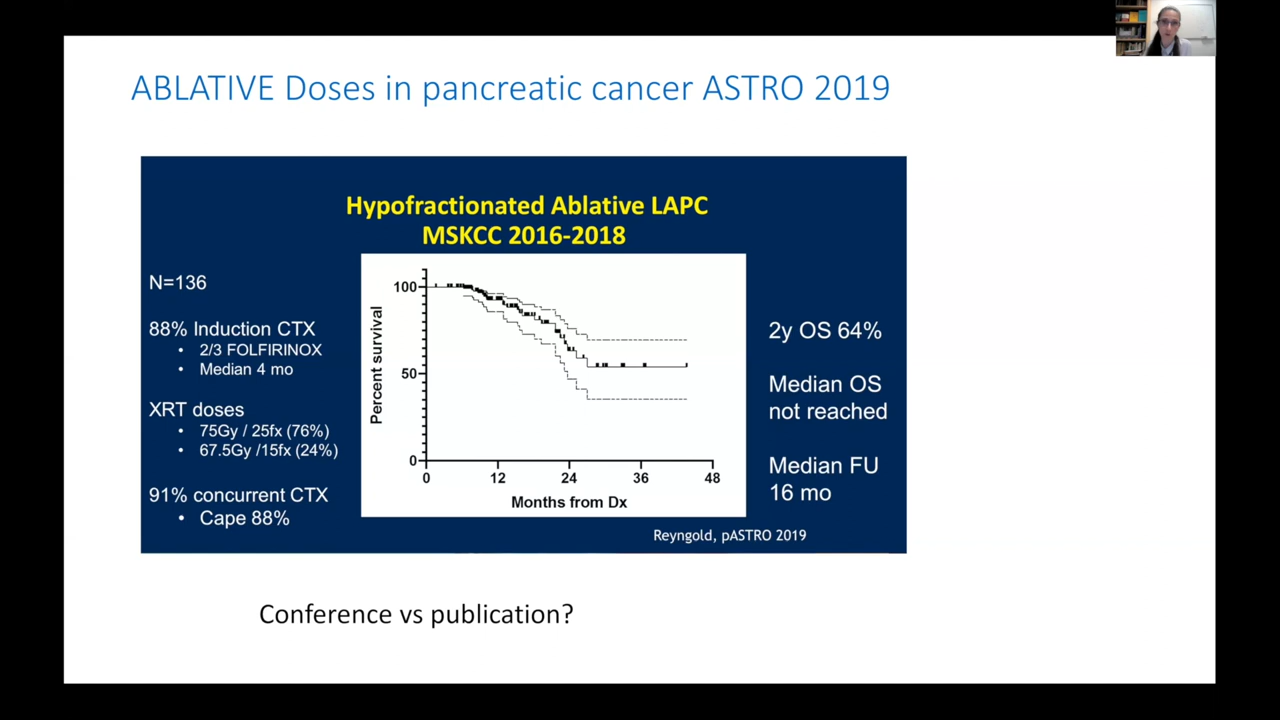 ABLATIVE Doses in pancreatic cancer ASTRO 2019
Hypofractionated Ablative LAPC
MSKCC 2016-2018
N=136
88% Induction CTX
• 2/3 FOLFIRINOX
• Median 4 mo
XRT doses
• 75Gy / 25fx (76%)
• 67.5Gy /15fx (24%)
91% concurrent CTX
• Cape 88%
Percent survival
100
50
0
0 12 24 36 48
Months from Dx
2y OS 64%
Median OS
not reached
Median FU
16 mo
Reyngold, pASTRO 2019
Conference vs publication?